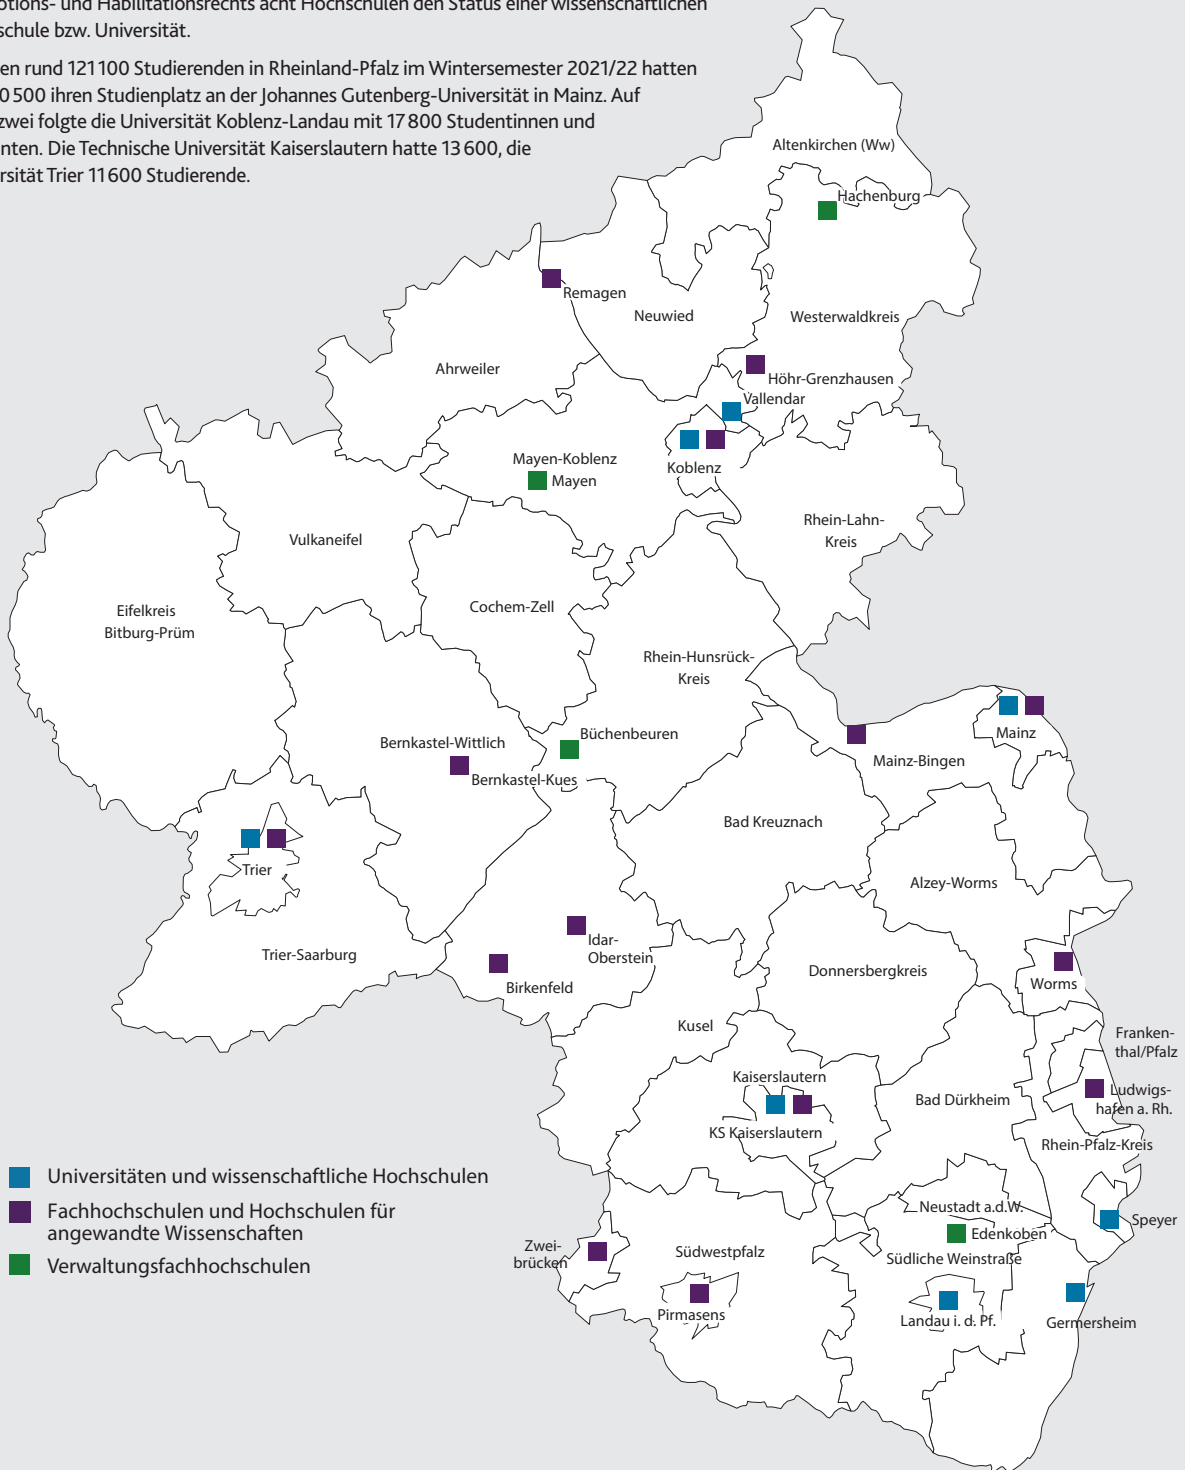 otions- und Habilitationsrechts acht Hochschulen den Status einer wissenschaftlichen
schule bzw. Universität.
en rund 121 100 Studierenden in Rheinland-Pfalz im Wintersemester 2021/22 hatten
0 500 ihren Studienplatz an der Johannes Gutenberg-Universität in Mainz. Auf
zwei folgte die Universität Koblenz-Landau mit 17 800 Studentinnen und
nten. Die Technische Universität Kaiserslautern hatte 13 600, die
rsität Trier 11 600 Studierende.
Altenkirchen (Ww)
Hachenburg
Remagen
Neuwied
Westerwaldkreis
Ahrweiler
Höhr-Grenzhausen
Vallendar
Mayen-Koblenz
Koblenz
Mayen
Rhein-Lahn-
Kreis
Vulkaneifel
Cochem-Zell
Eifelkreis
Bitburg-Prüm
Rhein-Hunsrück-
Kreis
Büchenbeuren
Mainz
Bernkastel-Wittlich
Mainz-Bingen
Bernkastel-Kues
Bad Kreuznach
Trier
Alzey-Worms
Idar-
Oberstein
Trier-Saarburg
Donnersbergkreis
Birkenfeld
Worms
Kusel
Franken-
thal/Pfalz
Kaiserslautern
Ludwigs-
hafen a. Rh.
Bad Dürkheim
KS Kaiserslautern
Rhein-Pfalz-Kreis
Universitäten und wissenschaftliche Hochschulen
Fachhochschulen und Hochschulen für
angewandte Wissenschaften
Verwaltungsfachhochschulen
Neustadt a.d.W.
Speyer
Edenkoben
Zwei-
brücken
Südwestpfalz
Südliche Weinstraße
Pirmasens
Landau i. d. Pf.
Germersheim